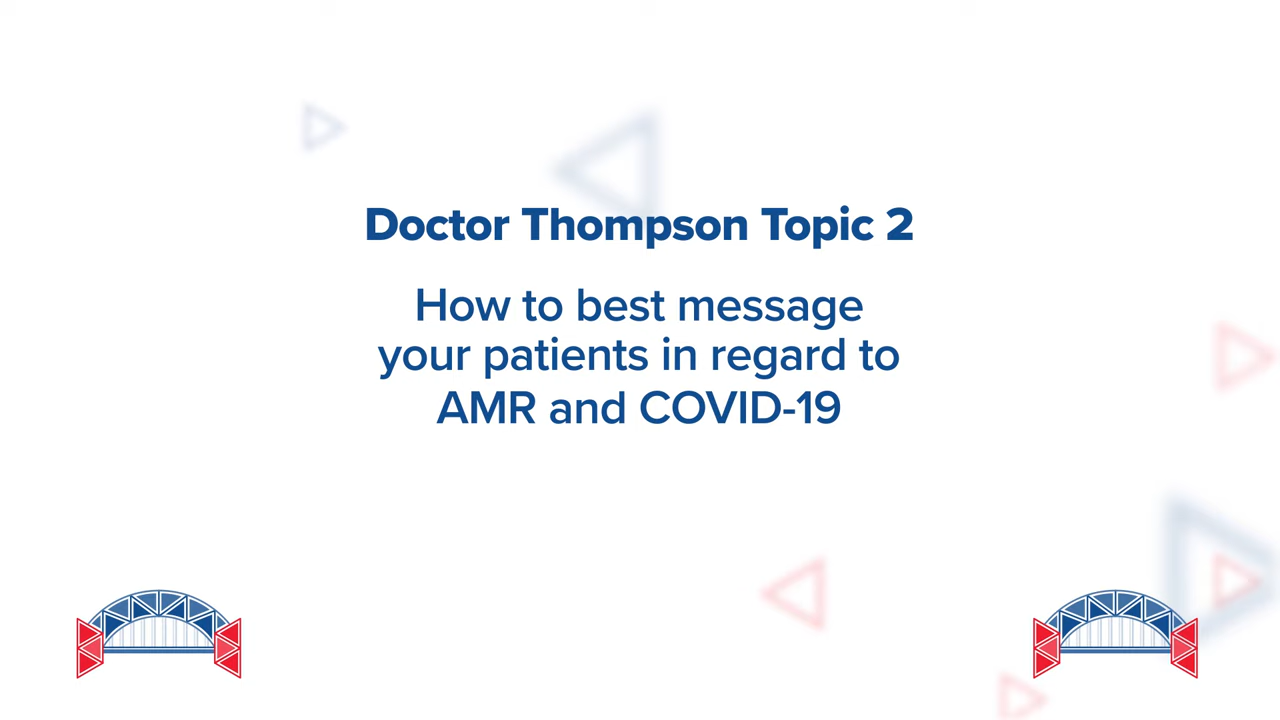 Doctor Thompson Topic 2
How to best message
your patients in regard to
AMR and COVID-19